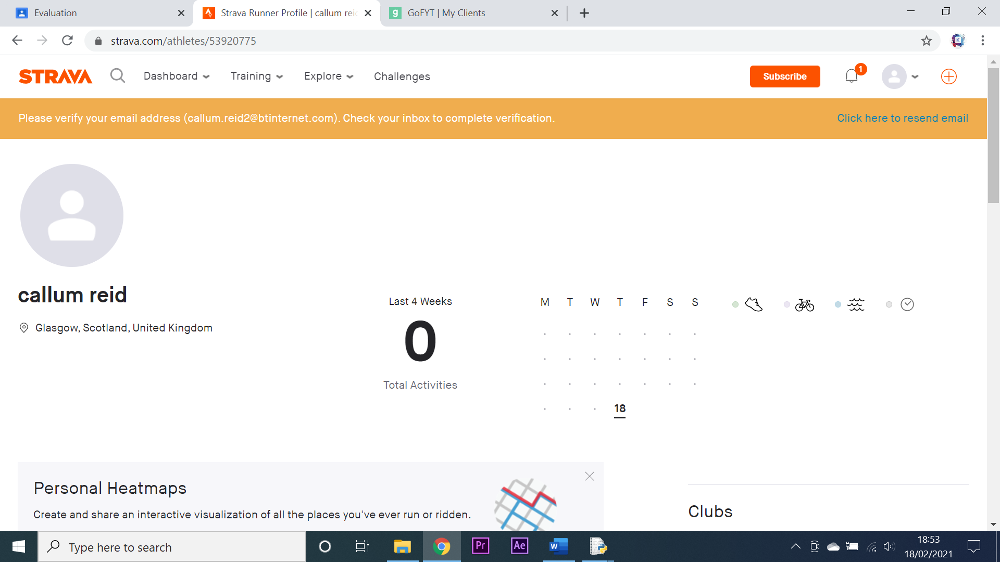 Evaluation
Strava Runner Profile | callum reid
GoFYT | My Clients
strava.com/athletes/53920775
K
STRAVA
Dashboard
Training
Explore
Challenges
Subscribe
1
Please verify your email address (callum.reid2@btinternet.com). Check your inbox to complete verification.
Click here to resend email
callum reid
Glasgow, Scotland, United Kingdom
Last 4 Weeks
0
Total Activities
M T W T F S S
18
Personal Heatmaps
Create and share an interactive visualization of all the places you've ever run or ridden.
Clubs
Type here to search
Pr
Ae
W
18:53
18/02/2021